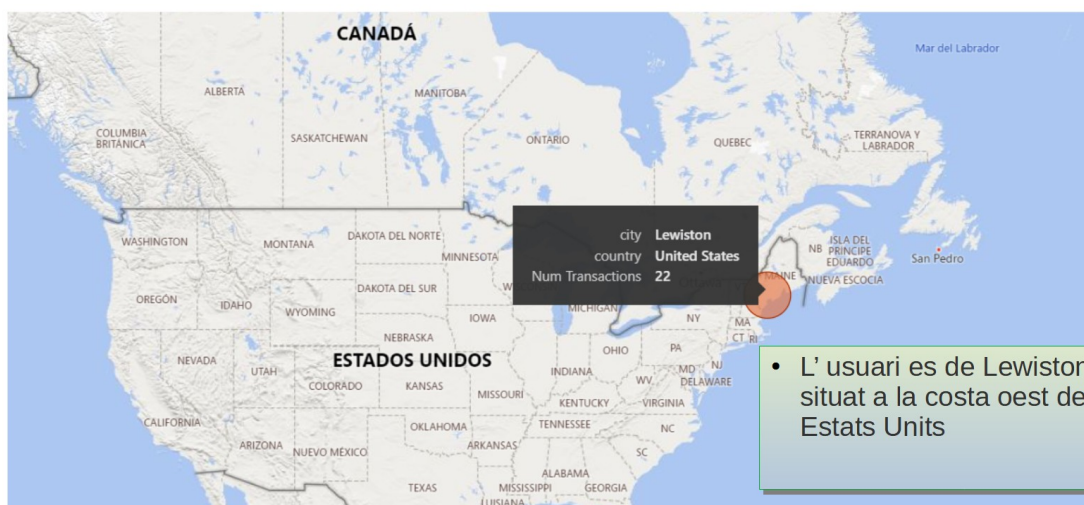 CANADÁ
Mar del Labrador
ALBERTA
MANITOBA
COLUMBIA
BRITÁNICA
SASKATCHEWAN
ONTARIO
QUEBEC
TERRANOVA Y
LABRADOR
city Lewiston
country United States
Num Transactions 22
WASHINGTON
MONTANA
DAKOTA DEL NORTE
MINNESOTA
NB
ISLA DEL
PRÍNCIPE
EDUARDO
San Pedro
MAINE
NUEVA ESCOCIA
OREGÓN
IDAHO
WYOMING
DAKOTA DEL SUR
MICHIGAN
IOWA
NY
MA
CT RI
NEBRASKA
ESTADOS UNIDOS
OHIO
PA
NJ
NEVADA
UTAH
COLORADO
KANSAS
MISSOURI
INDIANA
WV
MD
DELAWARE
KENTUCKY
VIRGINIA
CALIFORNIA
ARIZONA
NUEVO MÉXICO
OKLAHOMA
ARKANSAS
TENNESSEE
NC
SC
TEXAS
MISSISSIPPI
ALABAMA
GEORGIA
LUISIANA
• L’ usuari es de Lewiston
situat a la costa oest de
Estats Units